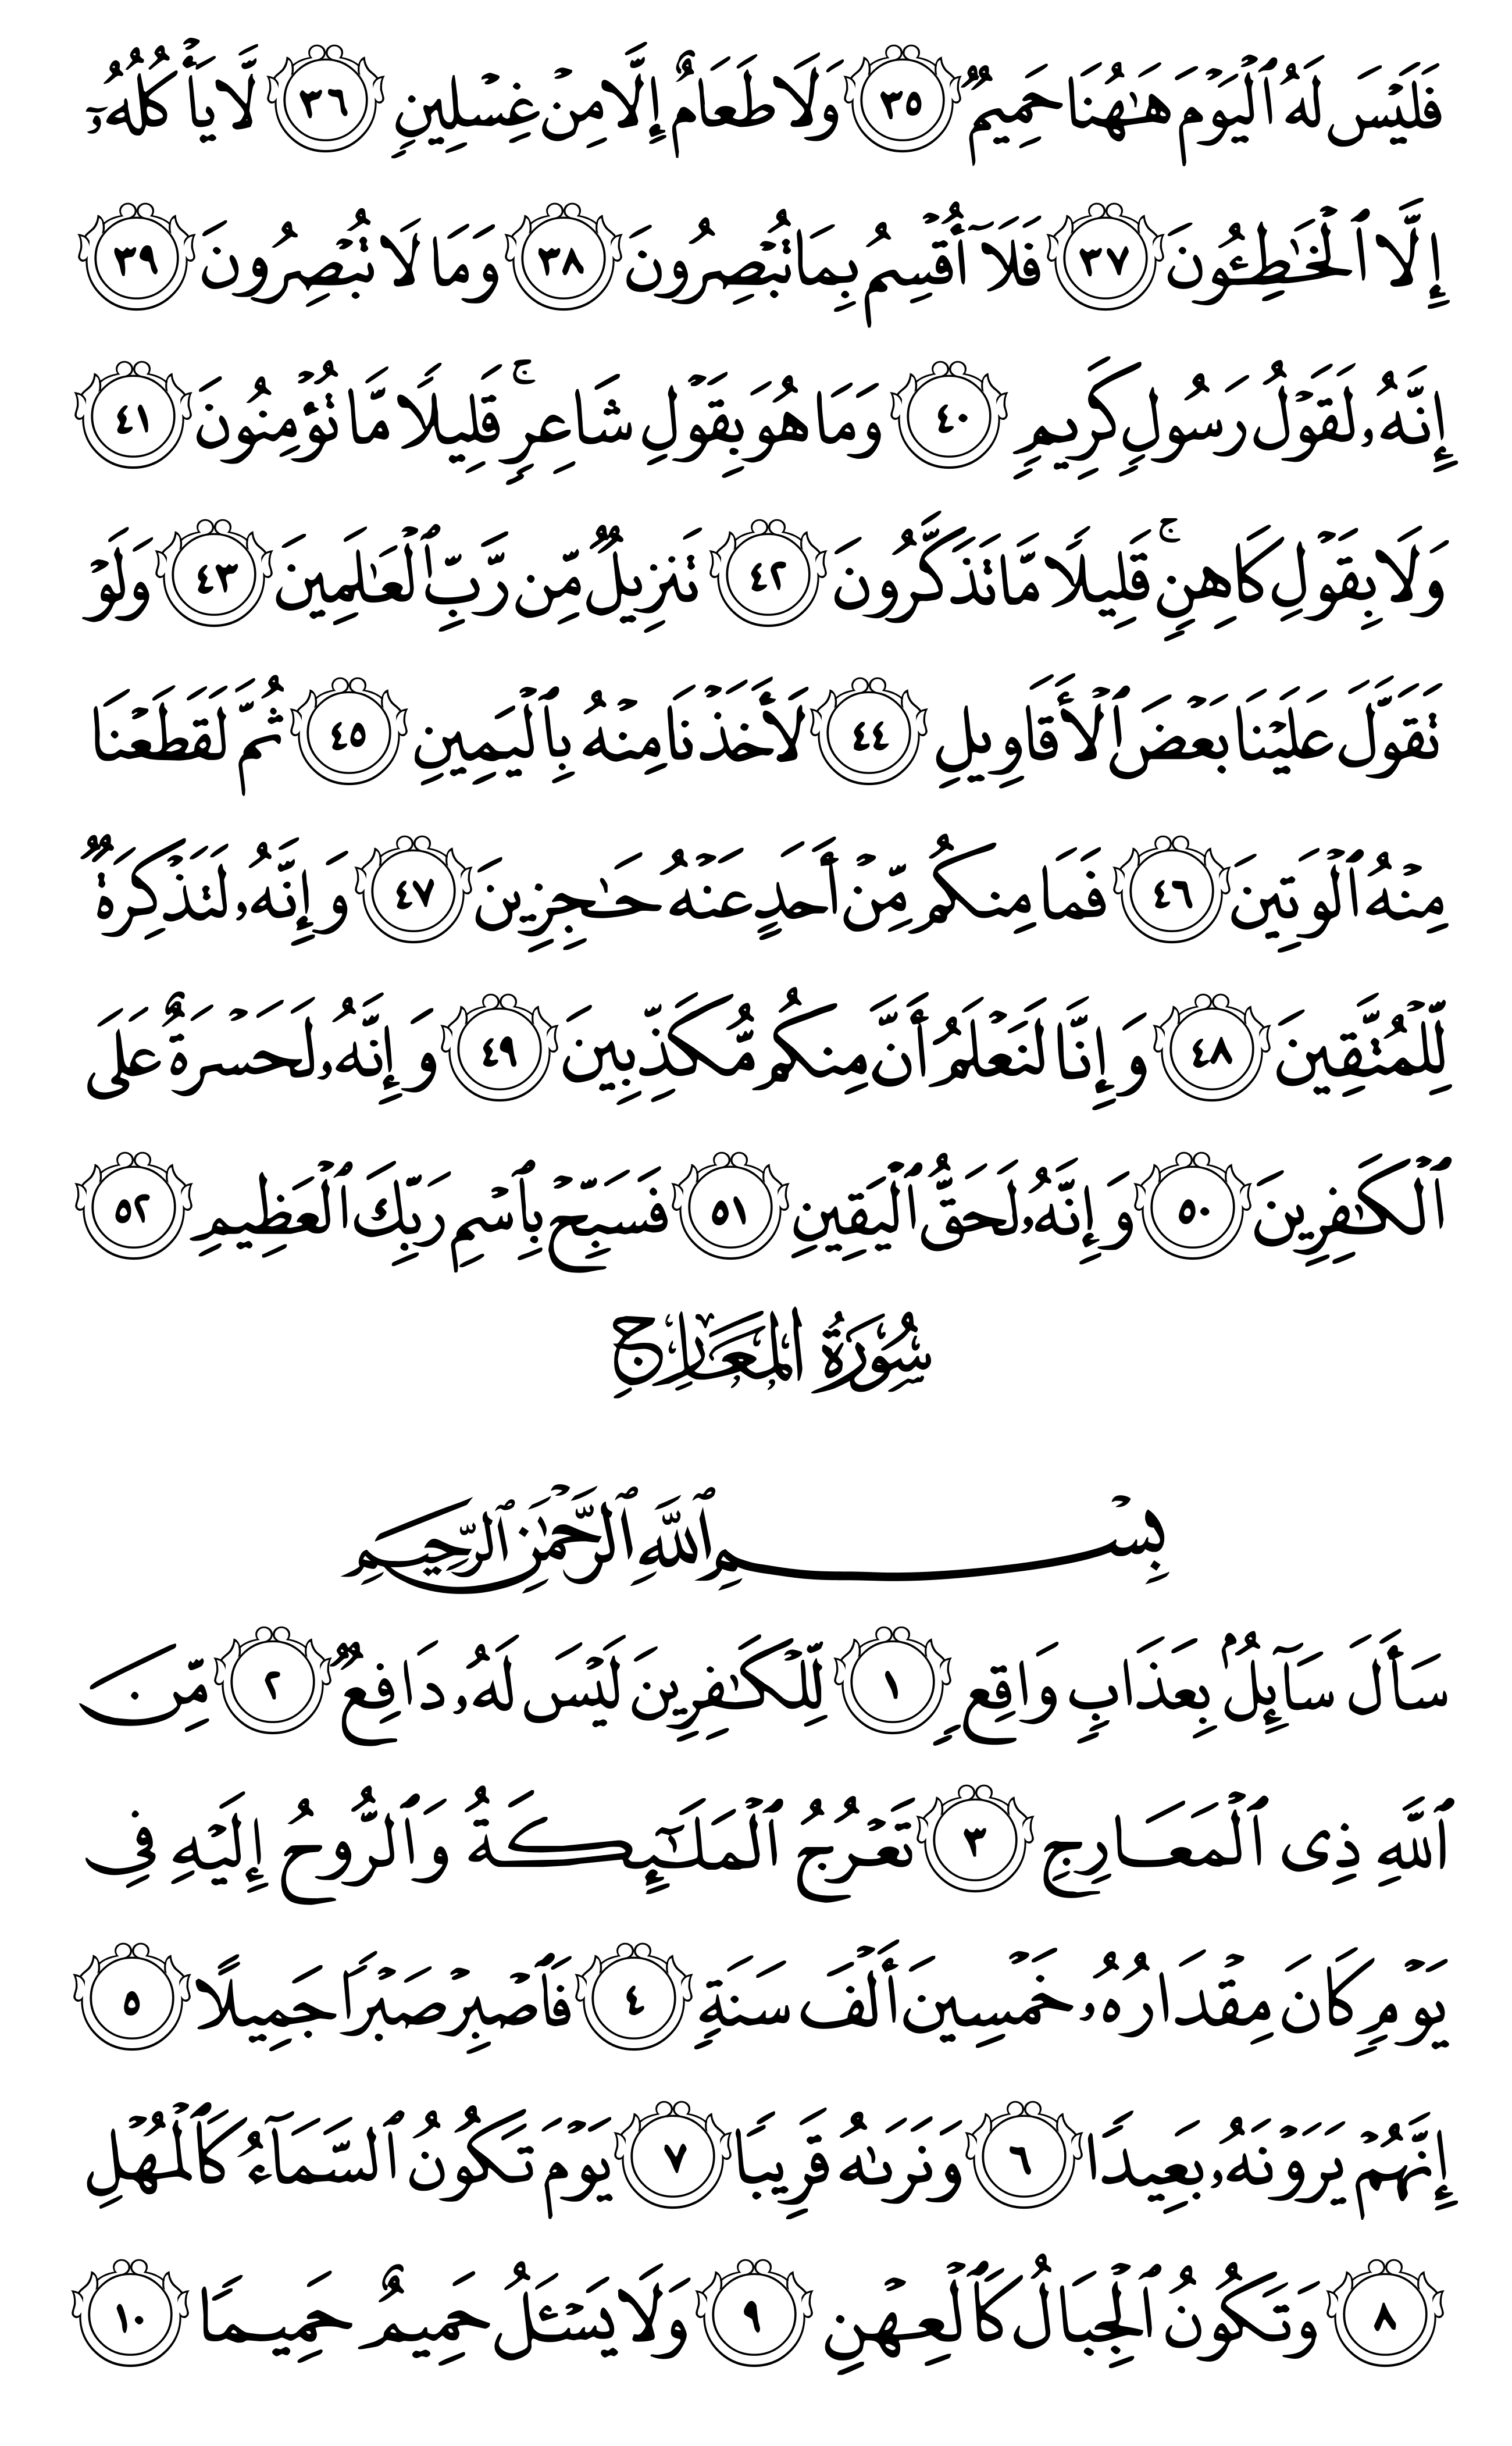 فَلَيْسَ لَهُ ٱلْيَوْمَ هَٰهُنَا حَمِيمٌ ٣٥ وَلَا طَعَامٌ إِلَّا مِنْ غِسْلِينٍ ٣٦ لَّا يَأْكُلُهُۥٓ
إِلَّا ٱلْخَٰطِـُٔونَ ٣٧ فَلَآ أُقْسِمُ بِمَا تُبْصِرُونَ ٣٨ وَمَا لَا تُبْصِرُونَ ٣٩
إِنَّهُۥ لَقَوْلُ رَسُولٍ كَرِيمٍ ٤٠ وَمَا هُوَ بِقَوْلِ شَاعِرٍ ۚ قَلِيلًا مَّا تُؤْمِنُونَ ٤١
وَلَا بِقَوْلِ كَاهِنٍ ۚ قَلِيلًا مَّا تَذَكَّرُونَ ٤٢ تَنزِيلٌ مِّن رَّبِّ ٱلْعَٰلَمِينَ ٤٣ وَلَوْ
تَقَوَّلَ عَلَيْنَا بَعْضَ ٱلْأَقَاوِيلِ ٤٤ لَأَخَذْنَا مِنْهُ بِٱلْيَمِينِ ٤٥ ثُمَّ لَقَطَعْنَا
مِنْهُ ٱلْوَتِينَ ٤٦ فَمَا مِنكُم مِّنْ أَحَدٍ عَنْهُ حَٰجِزِينَ ٤٧ وَإِنَّهُۥ لَتَذْكِرَةٌ
لِّلْمُتَّقِينَ ٤٨ وَإِنَّا لَنَعْلَمُ أَنَّ مِنكُم مُّكَذِّبِينَ ٤٩ وَإِنَّهُۥ لَحَسْرَةٌ عَلَى
ٱلْكَٰفِرِينَ ٥٠ وَإِنَّهُۥ لَحَقُّ ٱلْيَقِينِ ٥١ فَسَبِّحْ بِٱسْمِ رَبِّكَ ٱلْعَظِيمِ ٥٢
سُورَةُ المَعَارِجِ
بِسْمِ ٱللَّهِ ٱلرَّحْمَٰنِ ٱلرَّحِيمِ
سَأَلَ سَآئِلٌۢ بِعَذَابٍ وَاقِعٍ ١ لِّلْكَٰفِرِينَ لَيْسَ لَهُۥ دَافِعٌ ٢ مِّنَ
ٱللَّهِ ذِى ٱلْمَعَارِجِ ٣ تَعْرُجُ ٱلْمَلَٰٓئِكَةُ وَٱلرُّوحُ إِلَيْهِ فِى
يَوْمٍ كَانَ مِقْدَارُهُۥ خَمْسِينَ أَلْفَ سَنَةٍ ٤ فَٱصْبِرْ صَبْرًا جَمِيلًا ٥
إِنَّهُمْ يَرَوْنَهُۥ بَعِيدًا ٦ وَنَرَىٰهُ قَرِيبًا ٧ يَوْمَ تَكُونُ ٱلسَّمَآءُ كَٱلْمُهْلِ
٨ وَتَكُونُ ٱلْجِبَالُ كَٱلْعِهْنِ ٩ وَلَا يَسْـَٔلُ حَمِيمٌ حَمِيمًا ١٠